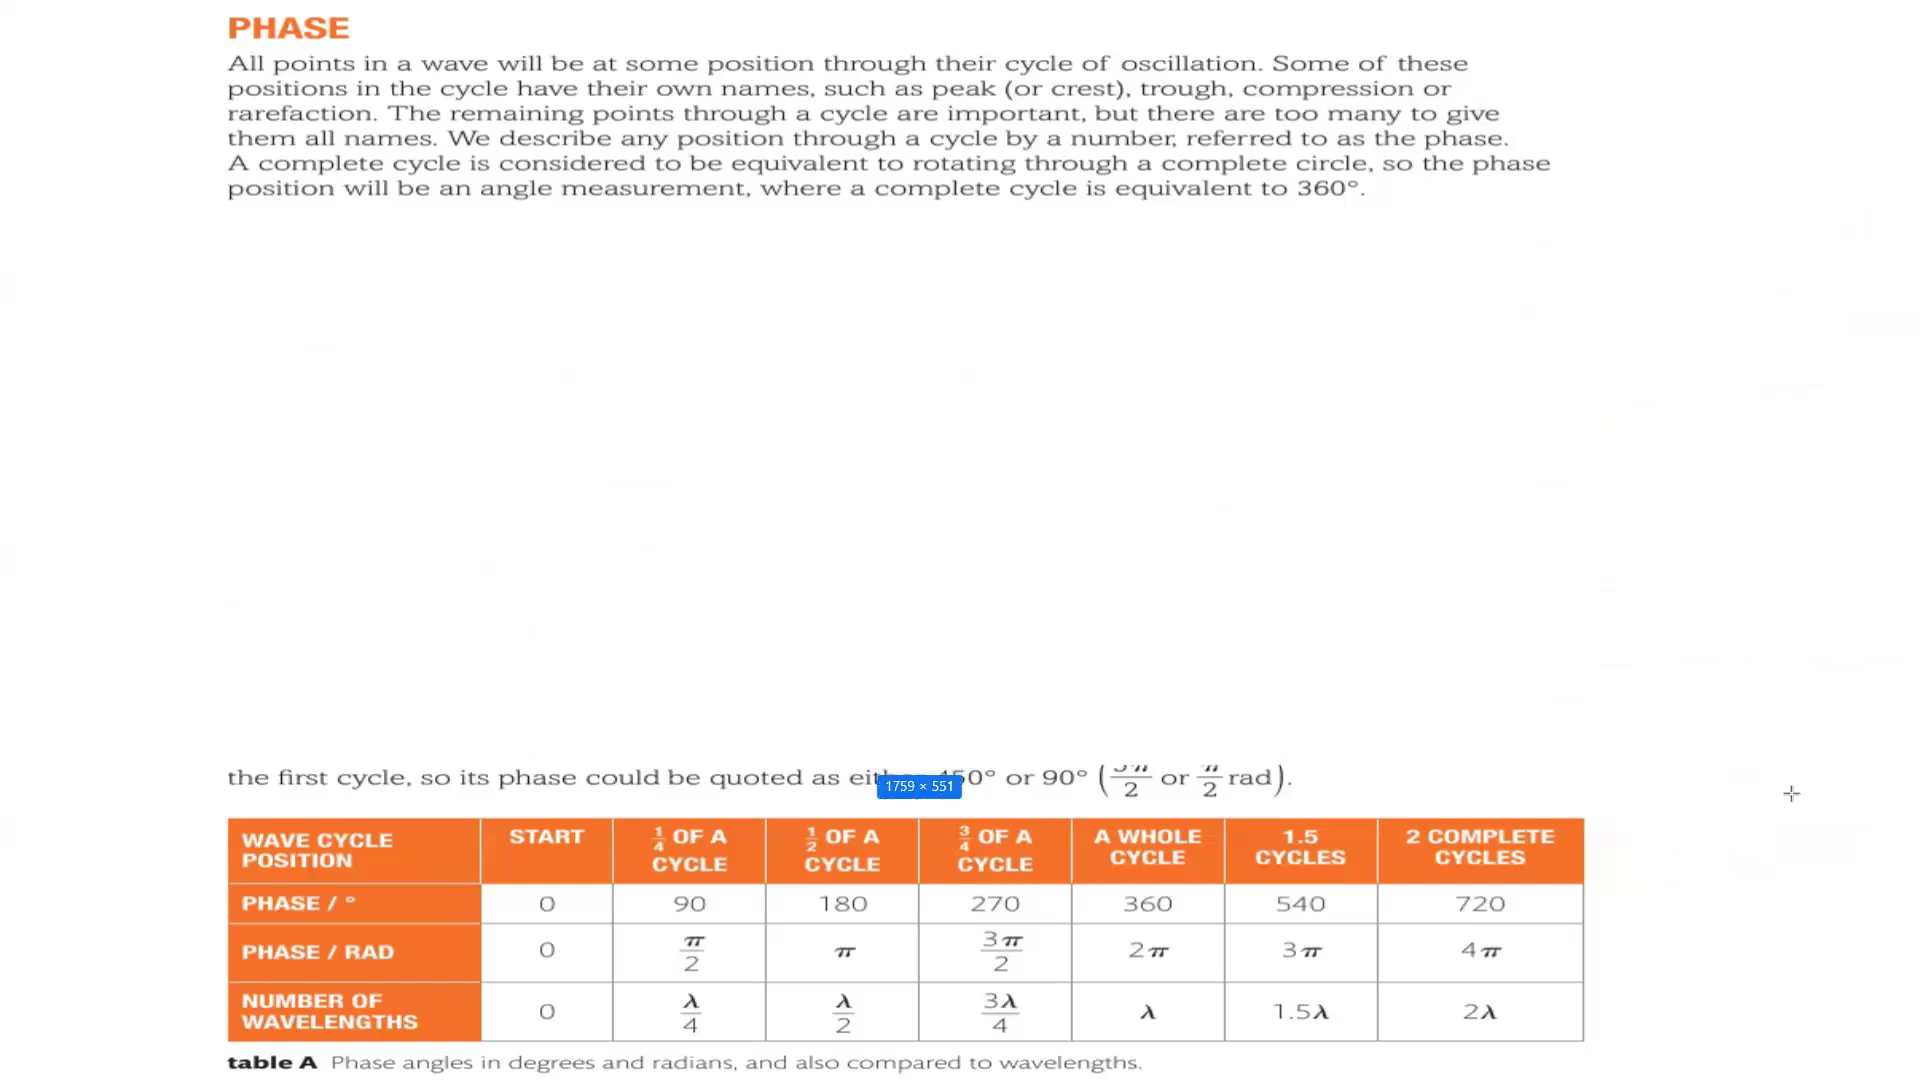 PHASE
All points in a wave will be at some position through their cycle of oscillation. Some of these
positions in the cycle have their own names, such as peak (or crest), trough, compression or
rarefaction. The remaining points through a cycle are important, but there are too many to give
them all names. We describe any position through a cycle by a number, referred to as the phase.
A complete cycle is considered to be equivalent to rotating through a complete circle, so the phase
position will be an angle measurement, where a complete cycle is equivalent to 360°.
the first cycle, so its phase could be quoted as 50° or 90° ( /2 or π/2 rad).
1759 × 551
WAVE CYCLE POSITION START 1/4 OF A CYCLE 1/2 OF A CYCLE 3/4 OF A CYCLE A WHOLE CYCLE 1.5 CYCLES 2 COMPLETE CYCLES
PHASE / ° 0 90 180 270 360 540 720
PHASE / RAD 0 π/2 π 3π/2 2π 3π 4π
NUMBER OF WAVELENGTHS 0 λ/4 λ/2 3λ/4 λ 1.5λ 2λ
table A Phase angles in degrees and radians, and also compared to wavelengths.